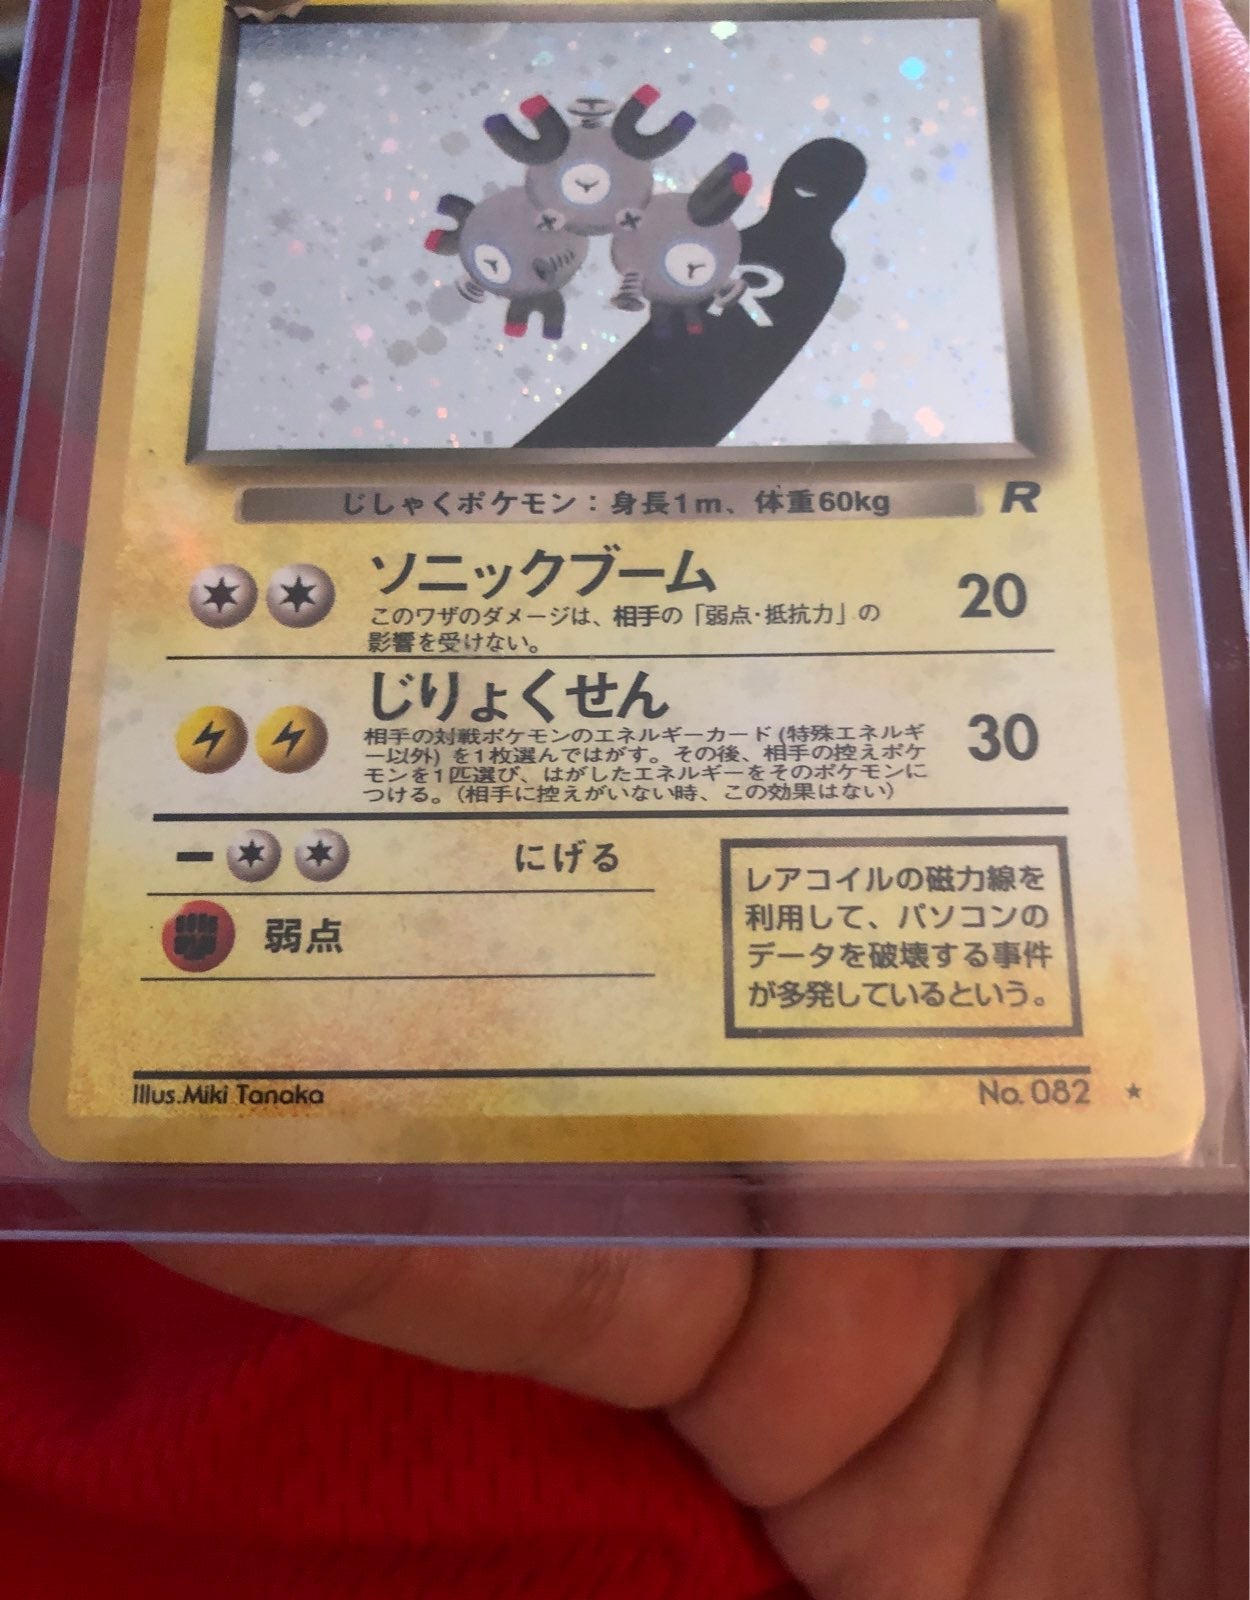 R
じしゃくポケモン：身長1m、体重60kg R
ソニックブーム 20
このワザのダメージは、相手の「弱点・抵抗力」の
影響を受けない。
じりょくせん 30
相手の対戦ポケモンのエネルギーカード（特殊エネルギ
ー以外）を1枚選んではがす。その後、相手の控えポケ
モンを1匹選び、はがしたエネルギーをそのポケモンに
つける。（相手に控えがいない時、この効果はない）
にげる
弱点
レアコイルの磁力線を
利用して、パソコンの
データを破壊する事件
が多発しているという。
Illus.Miki Tanaka No. 082 ★